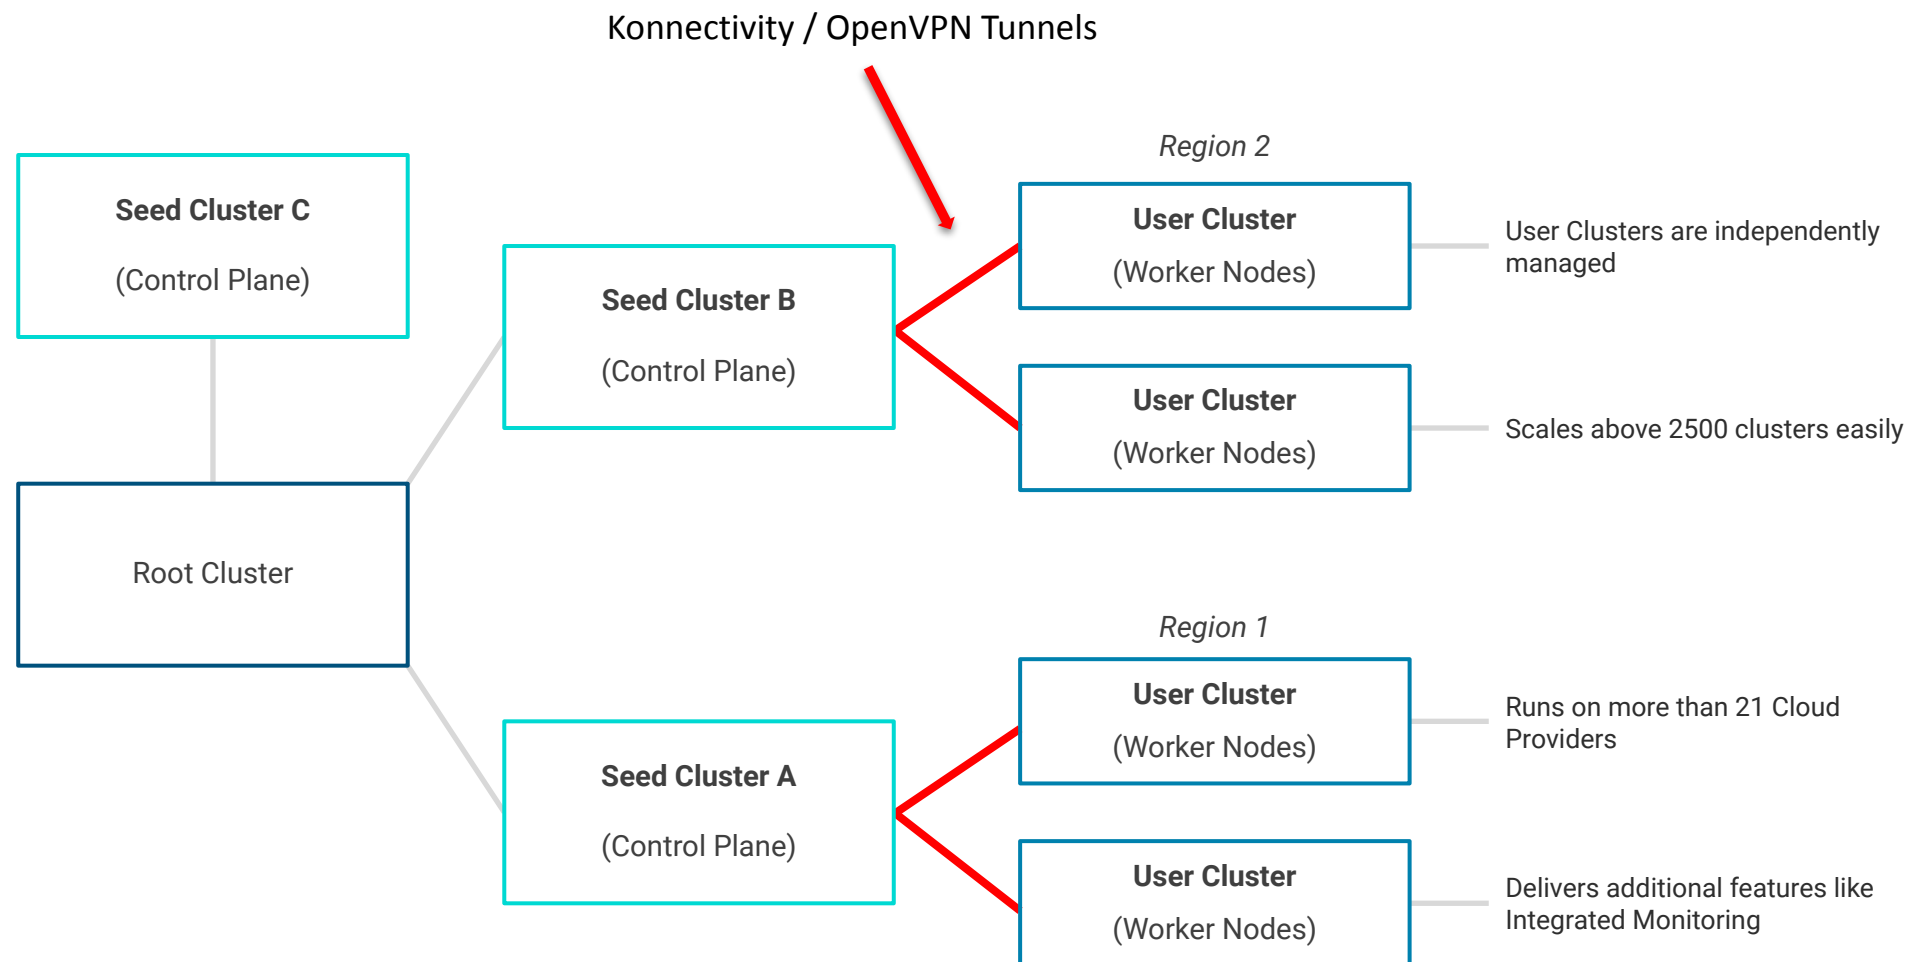 Konnectivity / OpenVPN Tunnels
Seed Cluster C
(Control Plane)
Root Cluster
Seed Cluster B
(Control Plane)
Seed Cluster A
(Control Plane)
Region 2
User Cluster
(Worker Nodes)
User Clusters are independently
managed
User Cluster
(Worker Nodes)
Scales above 2500 clusters easily
Region 1
User Cluster
(Worker Nodes)
Runs on more than 21 Cloud
Providers
User Cluster
(Worker Nodes)
Delivers additional features like
Integrated Monitoring